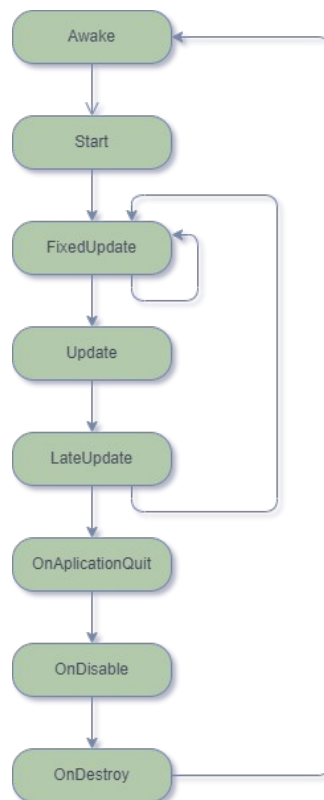 Awake
Start
FixedUpdate
Update
LateUpdate
OnAplicationQuit
OnDisable
OnDestroy